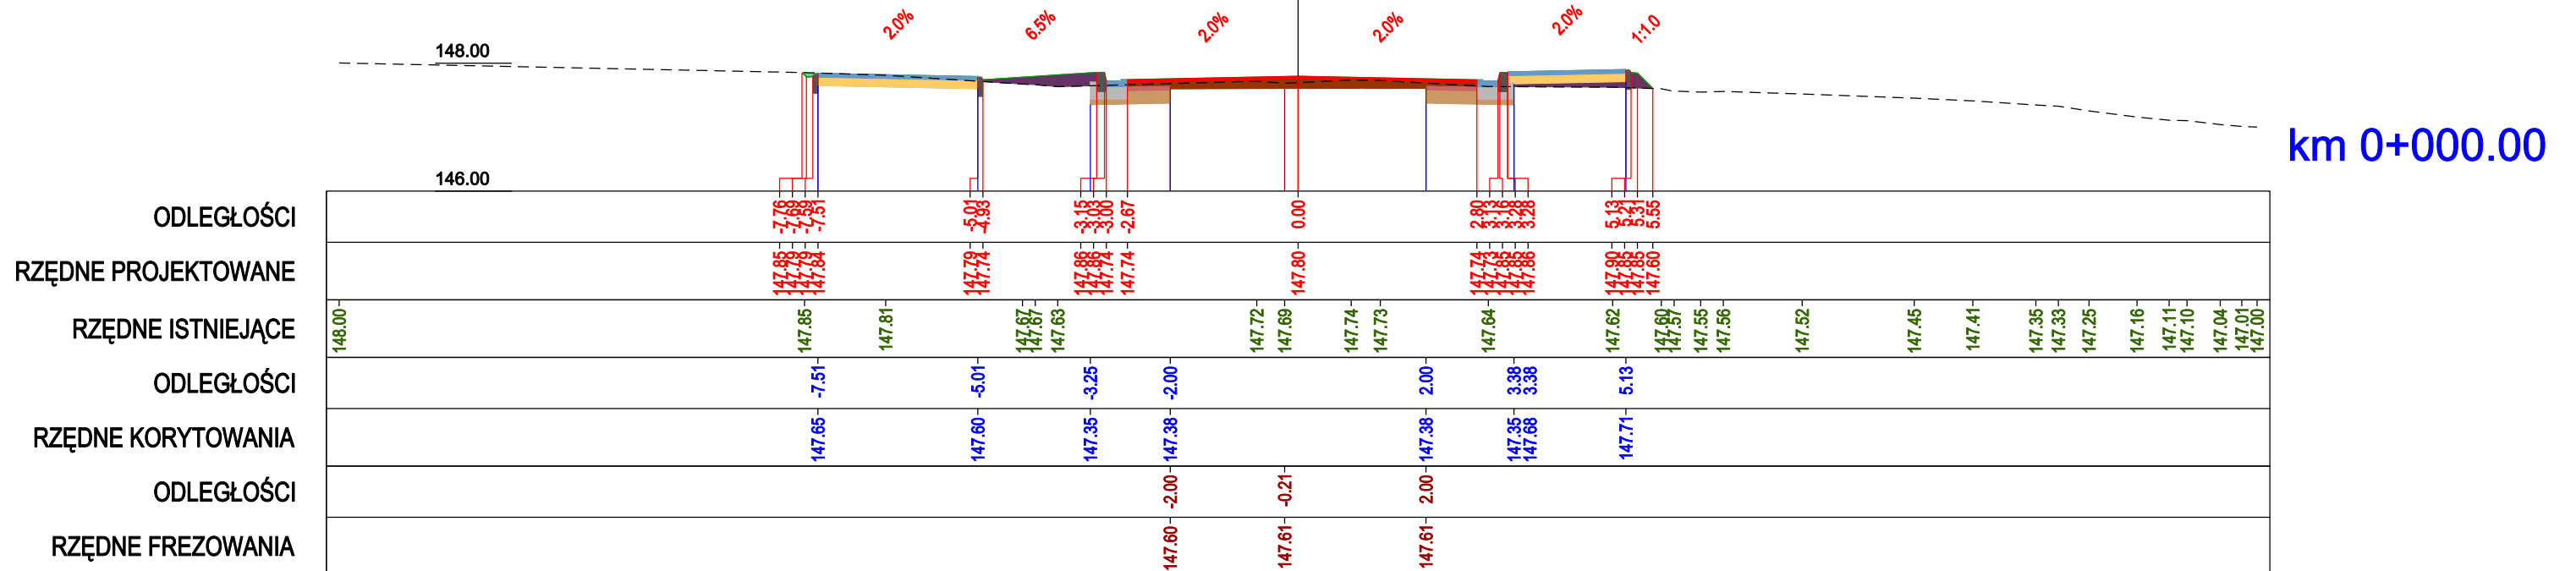 2.0% 6.5% 2.0% 2.0% 2.0% 1:1.0
148.00
km 0+000.00
146.00
ODLEGŁOŚCI -7.76 -7.69 -7.59 -7.51 -5.01 -4.93 -3.15 -3.03 -3.00 -2.67 0.00 2.80 3.13 3.16 3.28 3.28 5.13 5.21 5.31 5.55
RZĘDNE PROJEKTOWANE 147.85 147.79 147.79 147.84 147.79 147.74 147.86 147.86 147.74 147.74 147.80 147.74 147.73 147.85 147.85 147.86 147.90 147.85 147.85 147.60
RZĘDNE ISTNIEJĄCE 148.00 147.85 147.81 147.67 147.67 147.63 147.72 147.69 147.74 147.73 147.64 147.62 147.60 147.57 147.55 147.56 147.52 147.45 147.41 147.35 147.33 147.25 147.16 147.11 147.10 147.04 147.01 147.00
ODLEGŁOŚCI -7.51 -5.01 -3.25 -2.00 2.00 3.38 3.38 5.13
RZĘDNE KORYTOWANIA 147.65 147.60 147.35 147.38 147.38 147.35 147.68 147.71
ODLEGŁOŚCI -2.00 -0.21 2.00
RZĘDNE FREZOWANIA 147.60 147.61 147.61